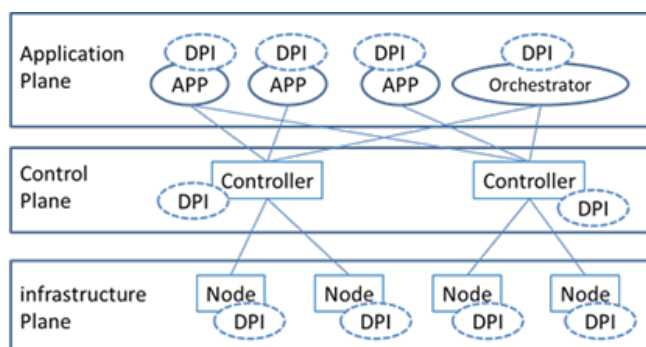 Application
Plane
DPI DPI DPI DPI
APP APP APP Orchestrator
Control
Plane
Controller Controller
DPI DPI
infrastructure
Plane
Node Node Node Node
DPI DPI DPI DPI